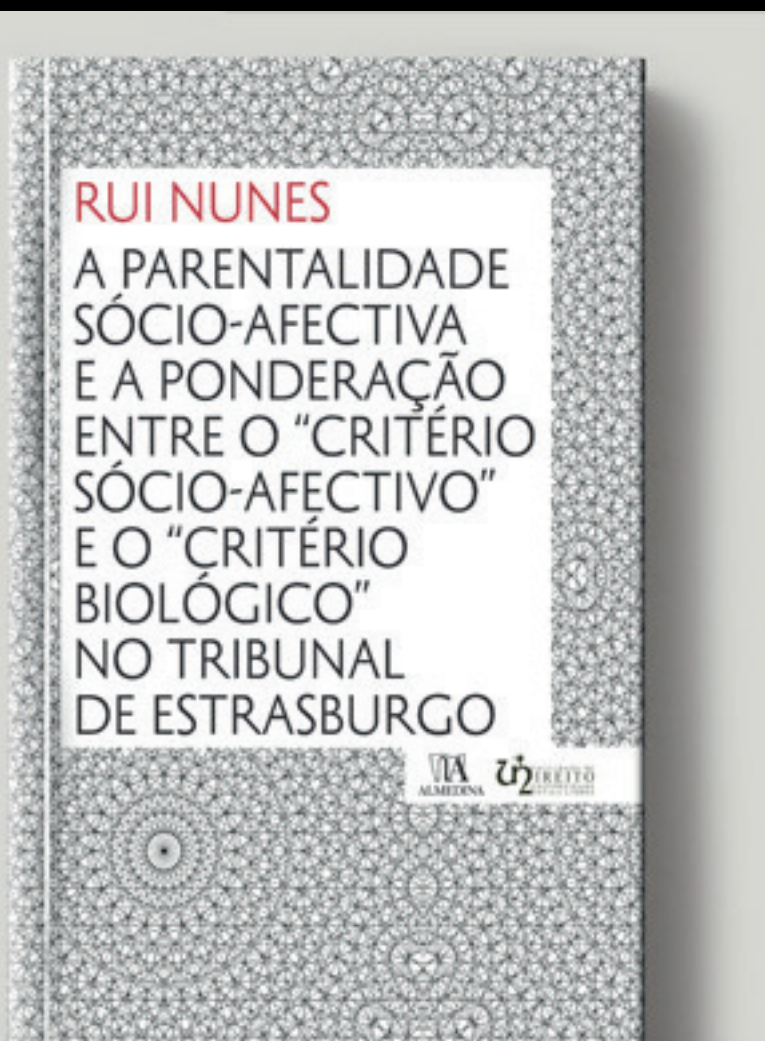 RUI NUNES
A PARENTALIDADE
SÓCIO-AFECTIVA
E A PONDERAÇÃO
ENTRE O “CRITÉRIO
SÓCIO-AFECTIVO”
E O “CRITÉRIO
BIOLÓGICO”
NO TRIBUNAL
DE ESTRASBURGO
ALMEDINA